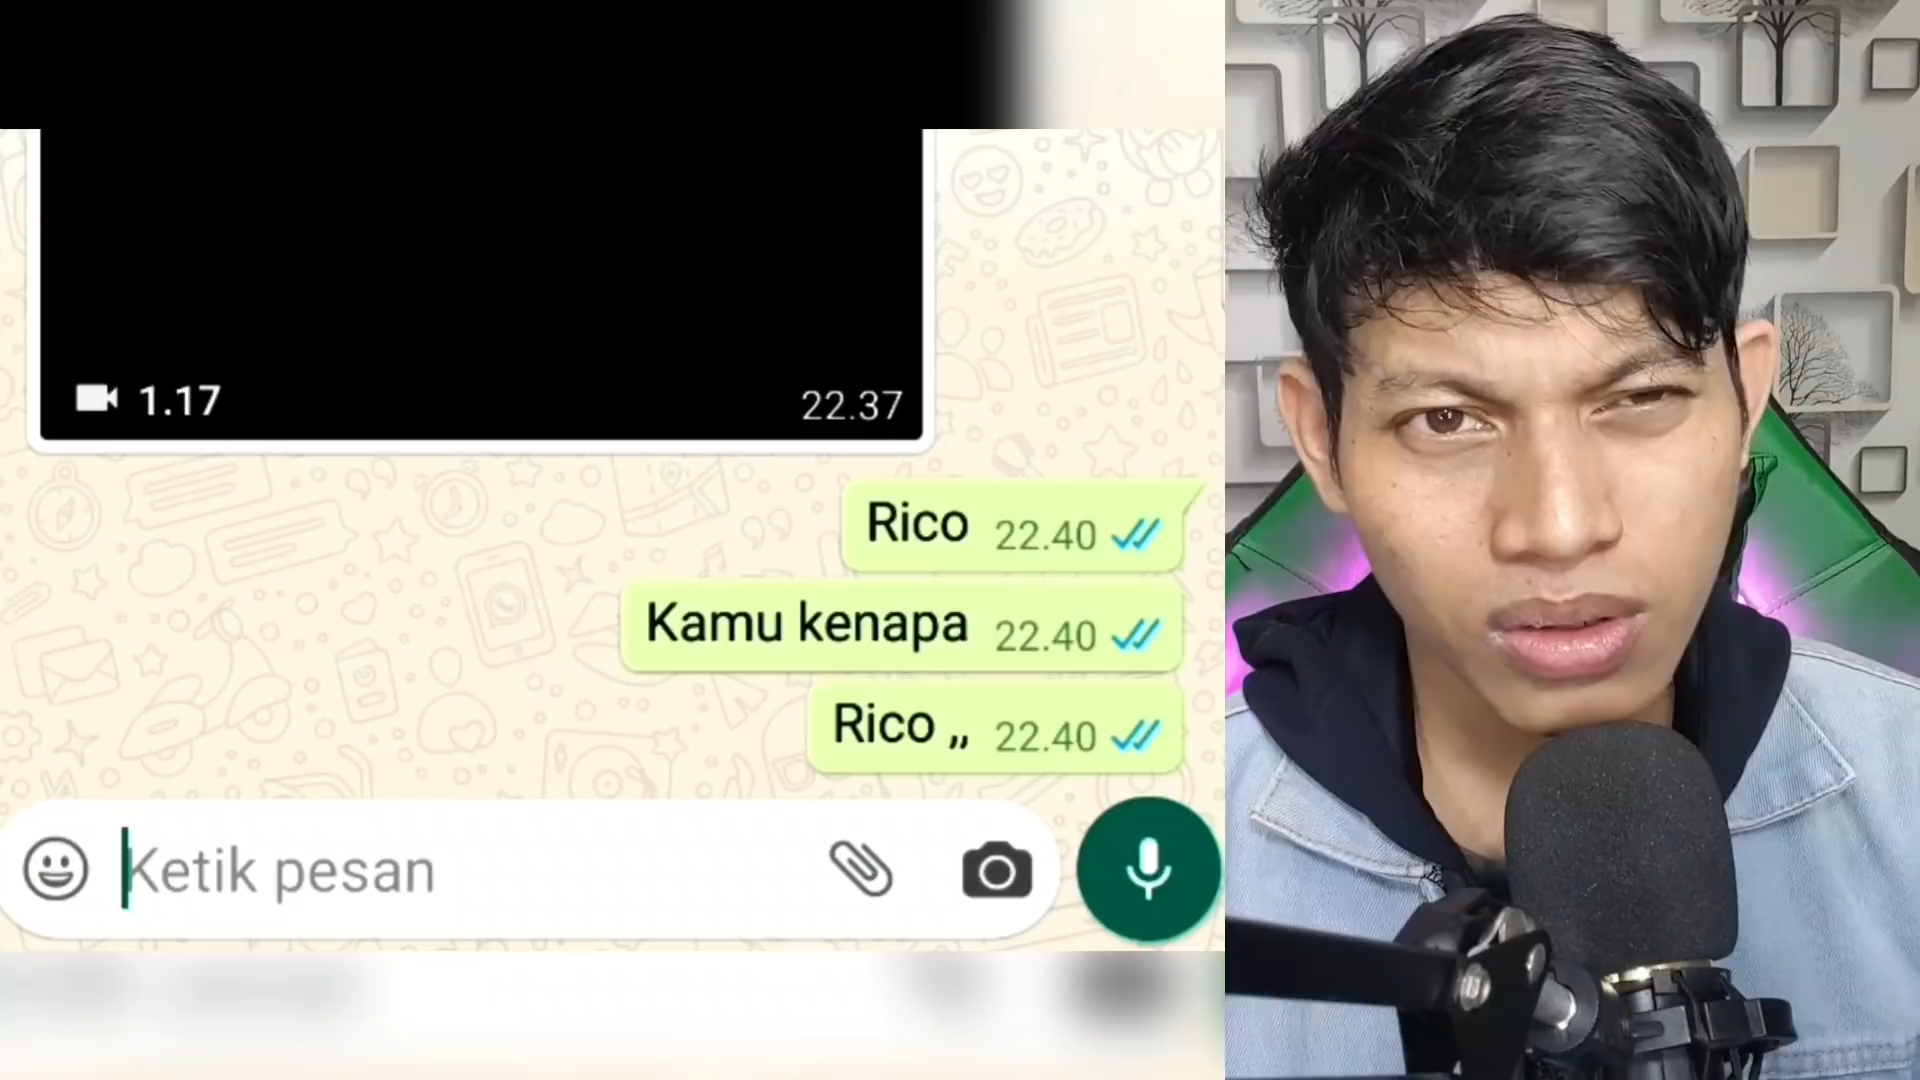 1.17
22.37
Rico 22.40
Kamu kenapa 22.40
Rico ,, 22.40
Ketik pesan